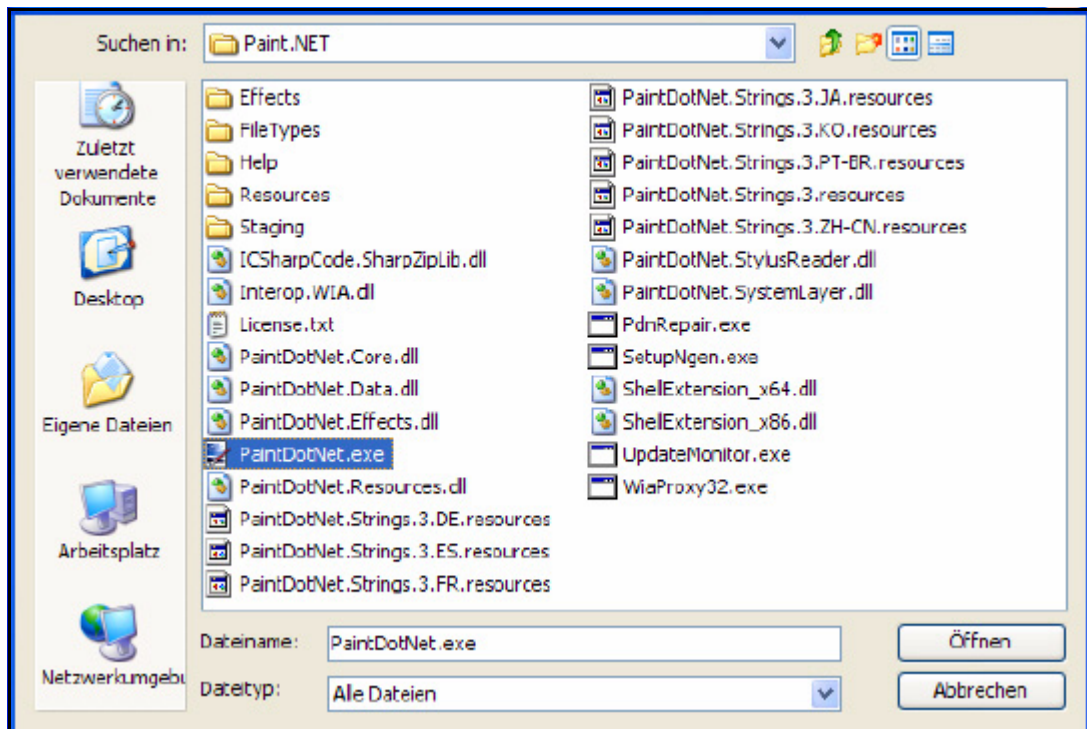 Suchen in: Paint.NET
Zuletzt
verwendete
Dokumente
Desktop
Eigene Dateien
Arbeitsplatz
Netzwerkumgebu
Effects
FileTypes
Help
Resources
Staging
ICSharpCode.SharpZipLib.dll
Interop.WIA.dll
License.txt
PaintDotNet.Core.dll
PaintDotNet.Data.dll
PaintDotNet.Effects.dll
PaintDotNet.exe
PaintDotNet.Resources.dll
PaintDotNet.Strings.3.DE.resources
PaintDotNet.Strings.3.ES.resources
PaintDotNet.Strings.3.FR.resources
PaintDotNet.Strings.3.JA.resources
PaintDotNet.Strings.3.KO.resources
PaintDotNet.Strings.3.PT-BR.resources
PaintDotNet.Strings.3.resources
PaintDotNet.Strings.3.ZH-CN.resources
PaintDotNet.StylusReader.dll
PaintDotNet.SystemLayer.dll
PdnRepair.exe
SetupNgen.exe
ShellExtension_x64.dll
ShellExtension_x86.dll
UpdateMonitor.exe
WiaProxy32.exe
Dateiname: PaintDotNet.exe Öffnen
Dateityp: Alle Dateien Abbrechen